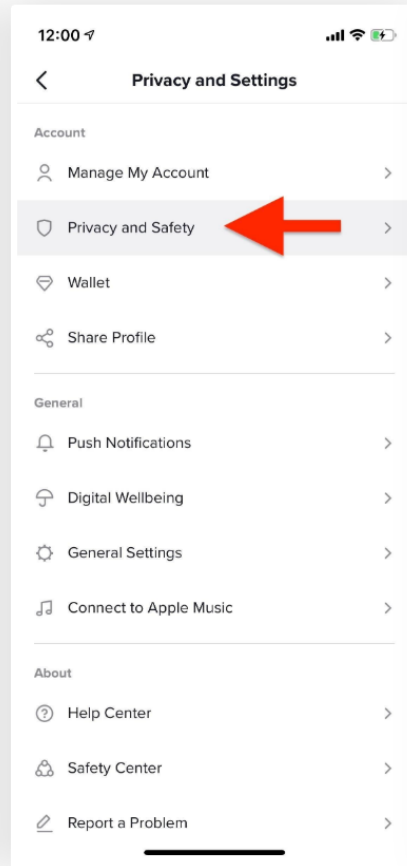 12:00
Privacy and Settings
Account
Manage My Account
Privacy and Safety
Wallet
Share Profile
General
Push Notifications
Digital Wellbeing
General Settings
Connect to Apple Music
About
Help Center
Safety Center
Report a Problem